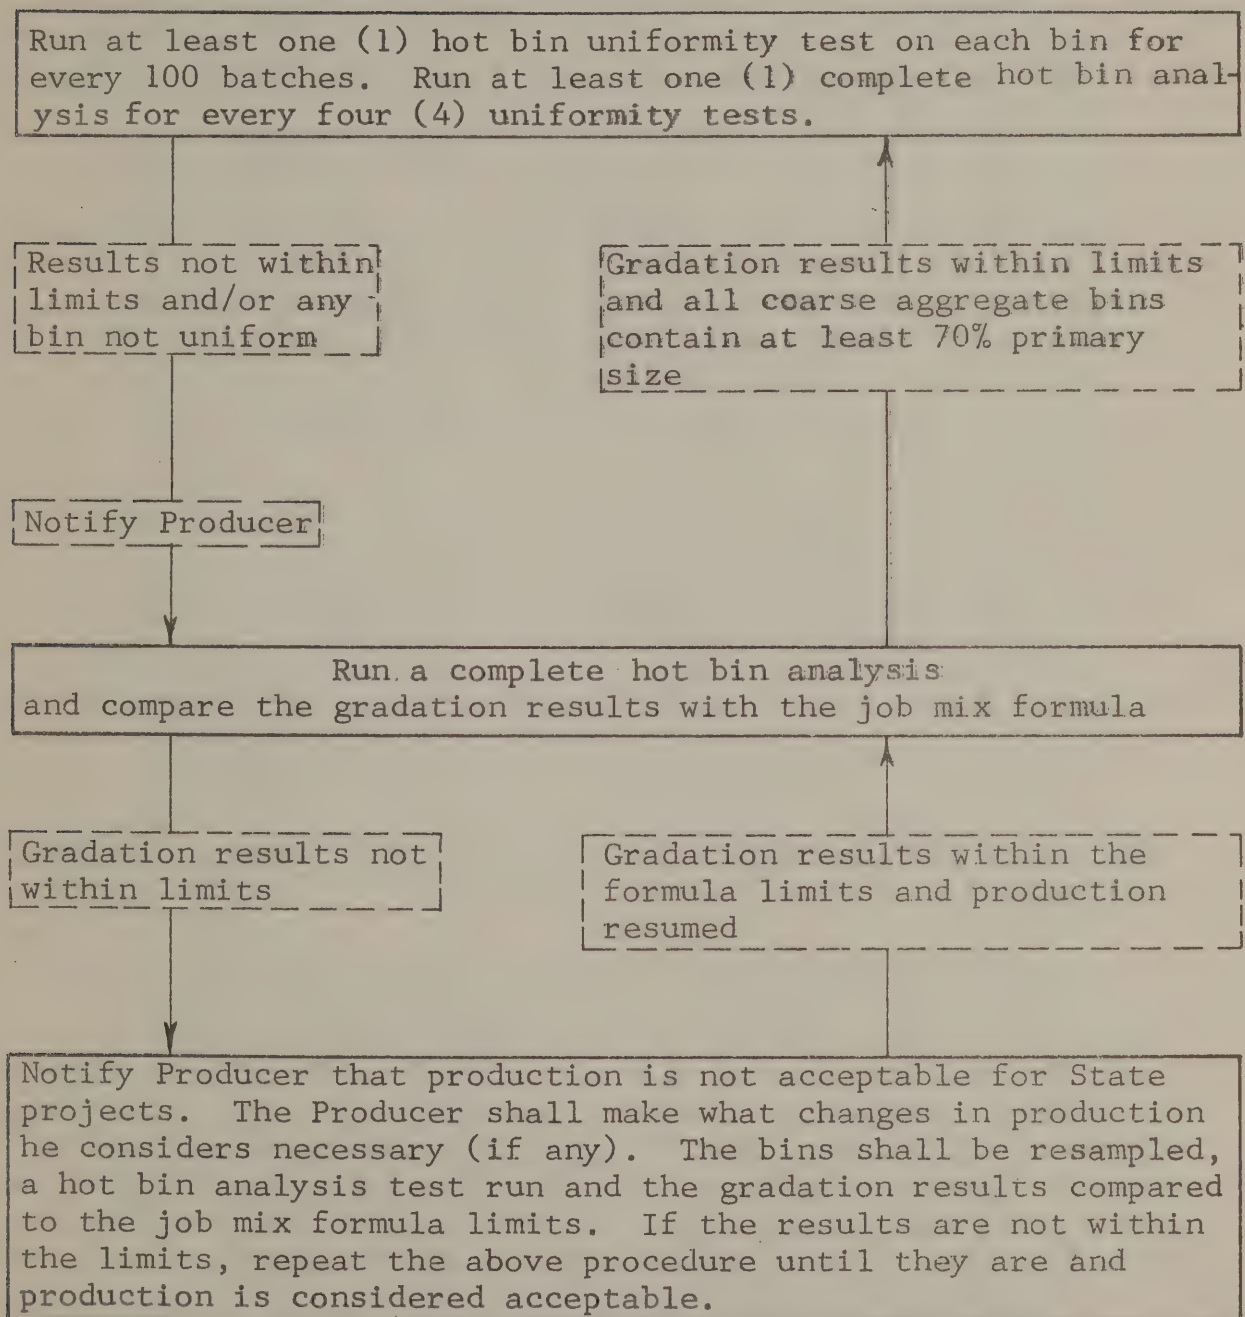 Run at least one (1) hot bin uniformity test on each bin for
every 100 batches.  Run at least one (1) complete hot bin anal-
ysis for every four (4) uniformity tests.
Results not within
limits and/or any
bin not uniform
Gradation results within limits
and all coarse aggregate bins
contain at least 70% primary
size
Notify Producer
Run a complete hot bin analysis
and compare the gradation results with the job mix formula
Gradation results not
within limits
Gradation results within the
formula limits and production
resumed
Notify Producer that production is not acceptable for State
projects.  The Producer shall make what changes in production
he considers necessary (if any).  The bins shall be resampled,
a hot bin analysis test run and the gradation results compared
to the job mix formula limits.  If the results are not within
the limits, repeat the above procedure until they are and
production is considered acceptable.